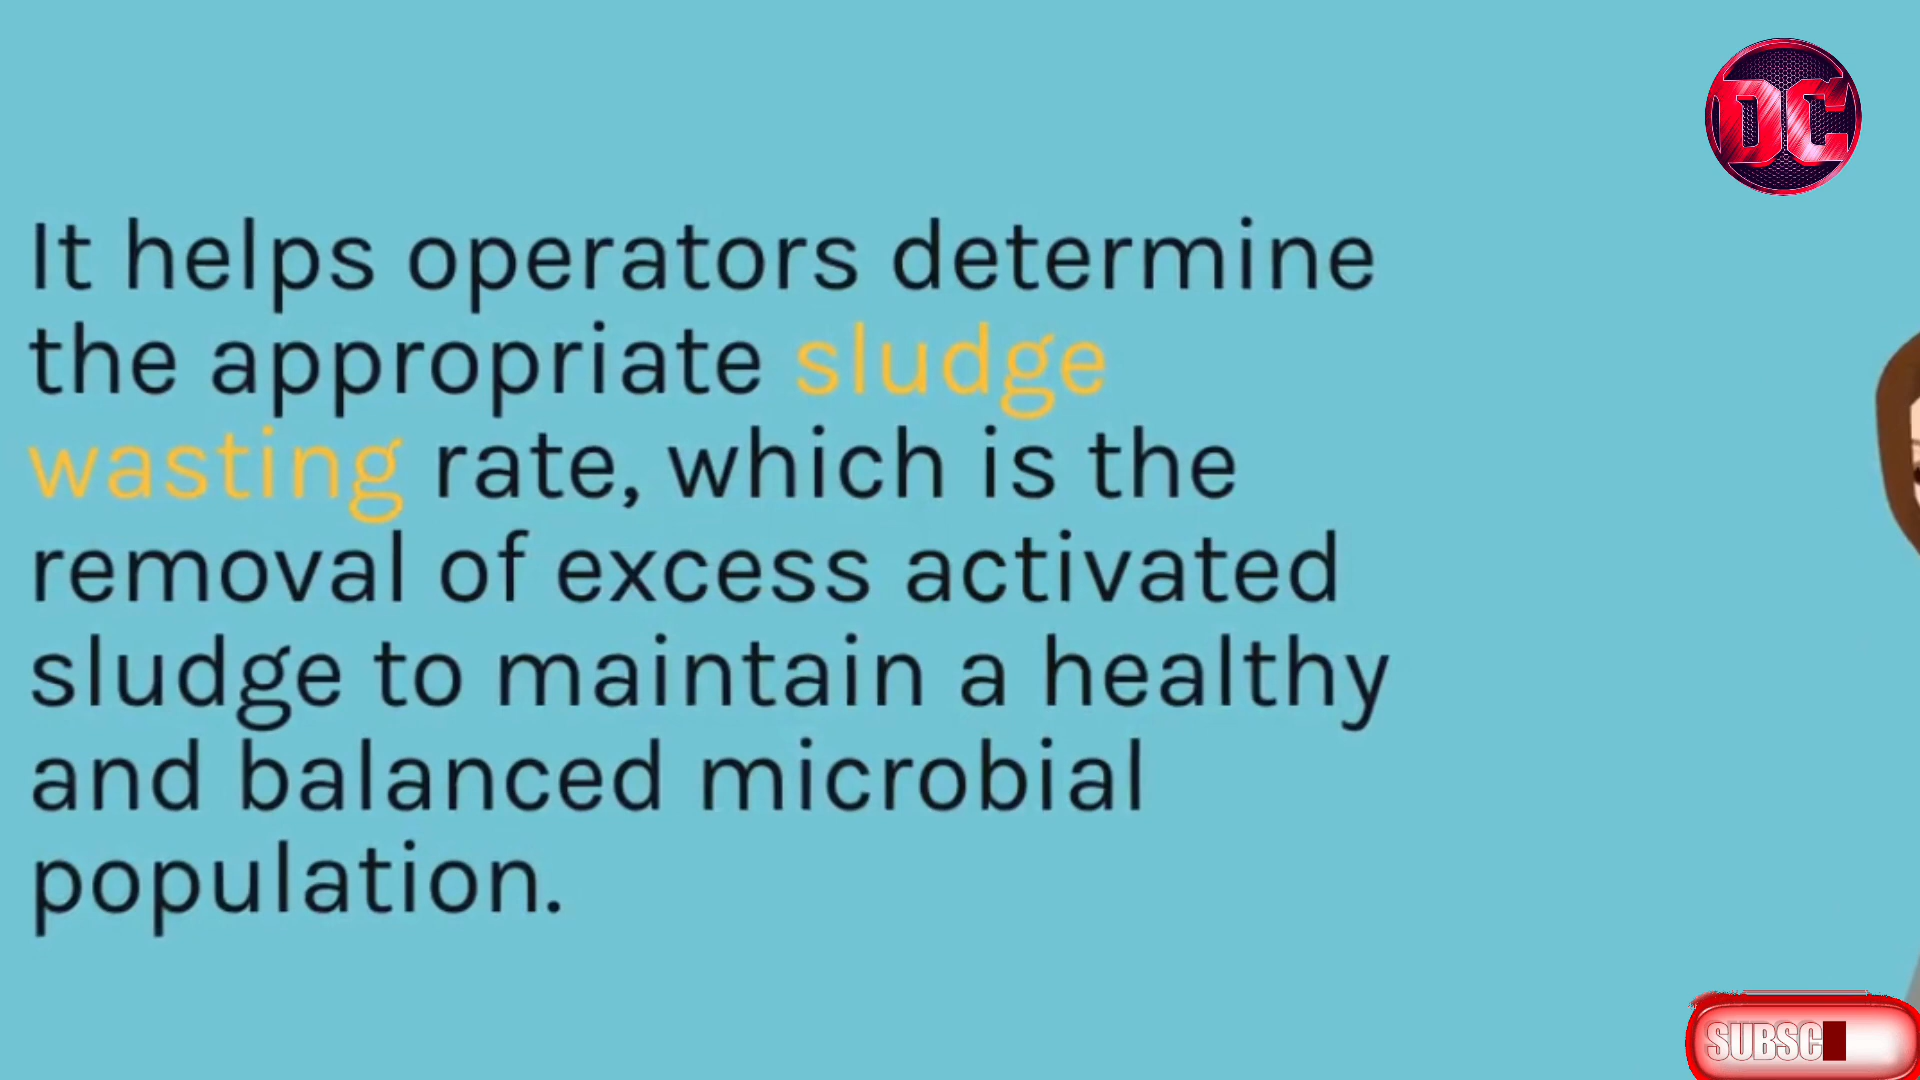 DC
It helps operators determine
the appropriate sludge
wasting rate, which is the
removal of excess activated
sludge to maintain a healthy
and balanced microbial
population.
SUBSC